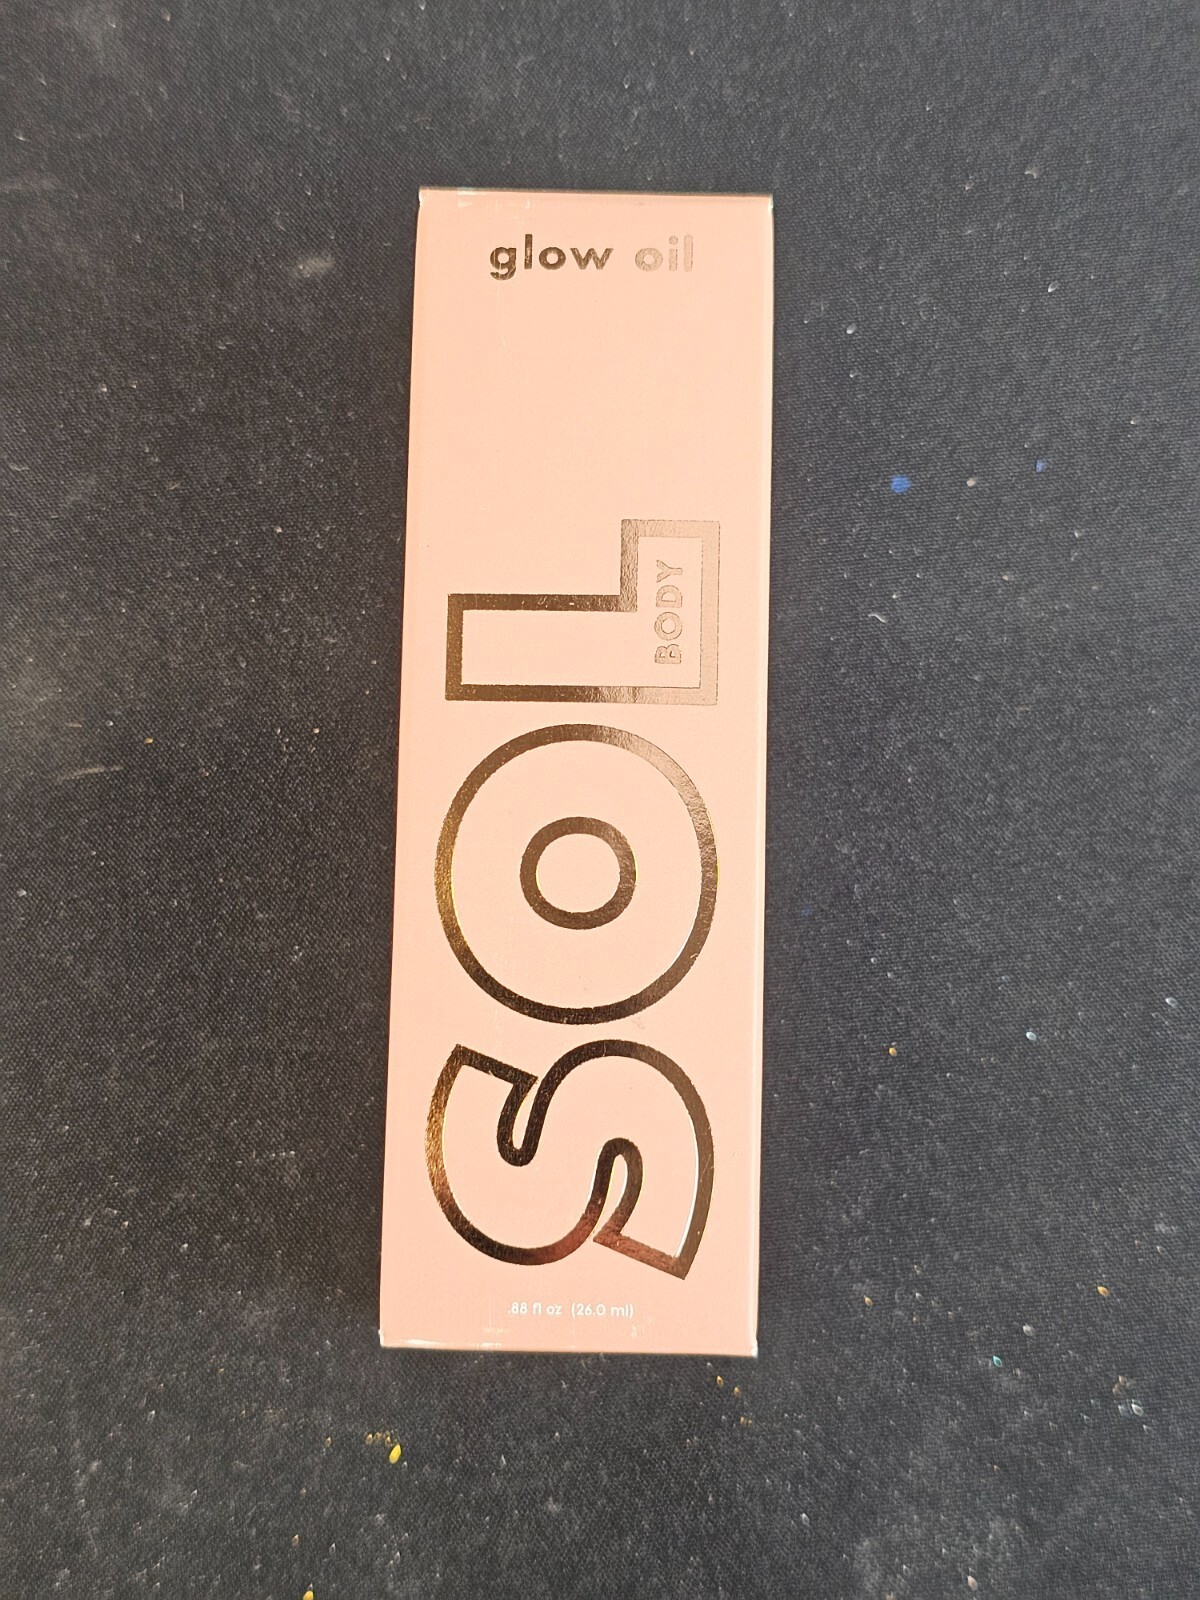 glow oil
SOL
BODY
.88 fl oz (26.0 ml)